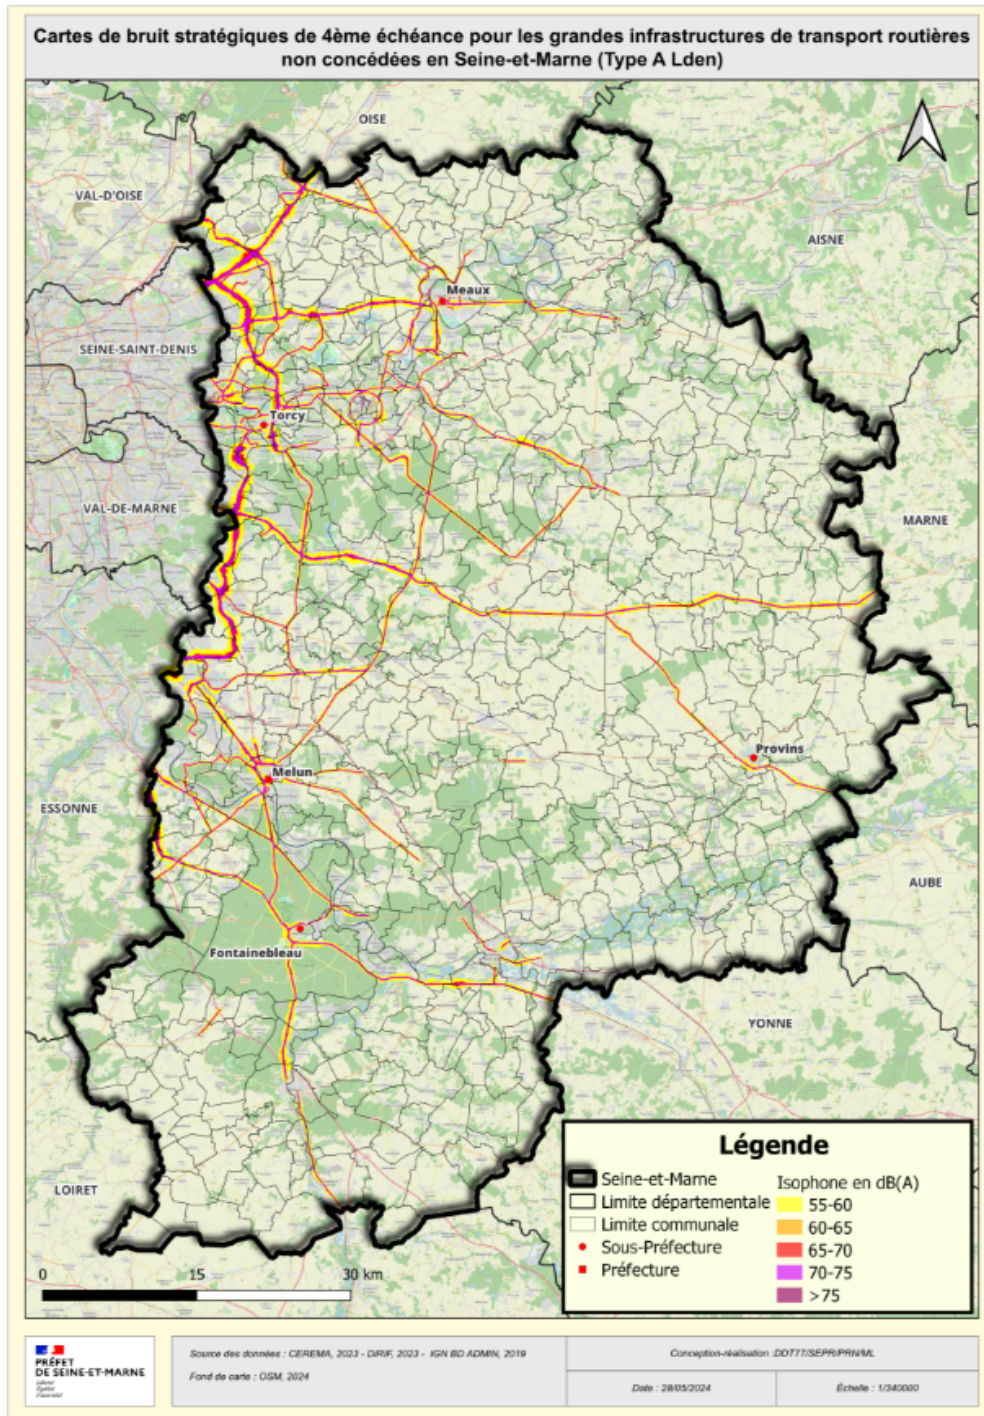 Cartes de bruit stratégiques de 4ème échéance pour les grandes infrastructures de transport routières
non concédées en Seine-et-Marne (Type A Lden)
OISE
VAL-D'OISE
AISNE
Meaux
SEINE-SAINT-DENIS
Torcy
VAL-DE-MARNE
MARNE
Provins
Melun
ESSONNE
AUBE
Fontainebleau
YONNE
LOIRET
Légende
Seine-et-Marne
Limite départementale
Limite communale
Sous-Préfecture
Préfecture
Isophone en dB(A)
55-60
60-65
65-70
70-75
>75
0 15 30 km
PRÉFET
DE SEINE-ET-MARNE
Liberté
Égalité
Fraternité
Source des données : CEREMA, 2023 - DIRIF, 2023 - IGN BD ADMIN, 2019
Fond de carte : OSM, 2024
Conception-réalisation :DDT77/SEPR/PRN/ML
Date : 28/05/2024
Échelle : 1/340000